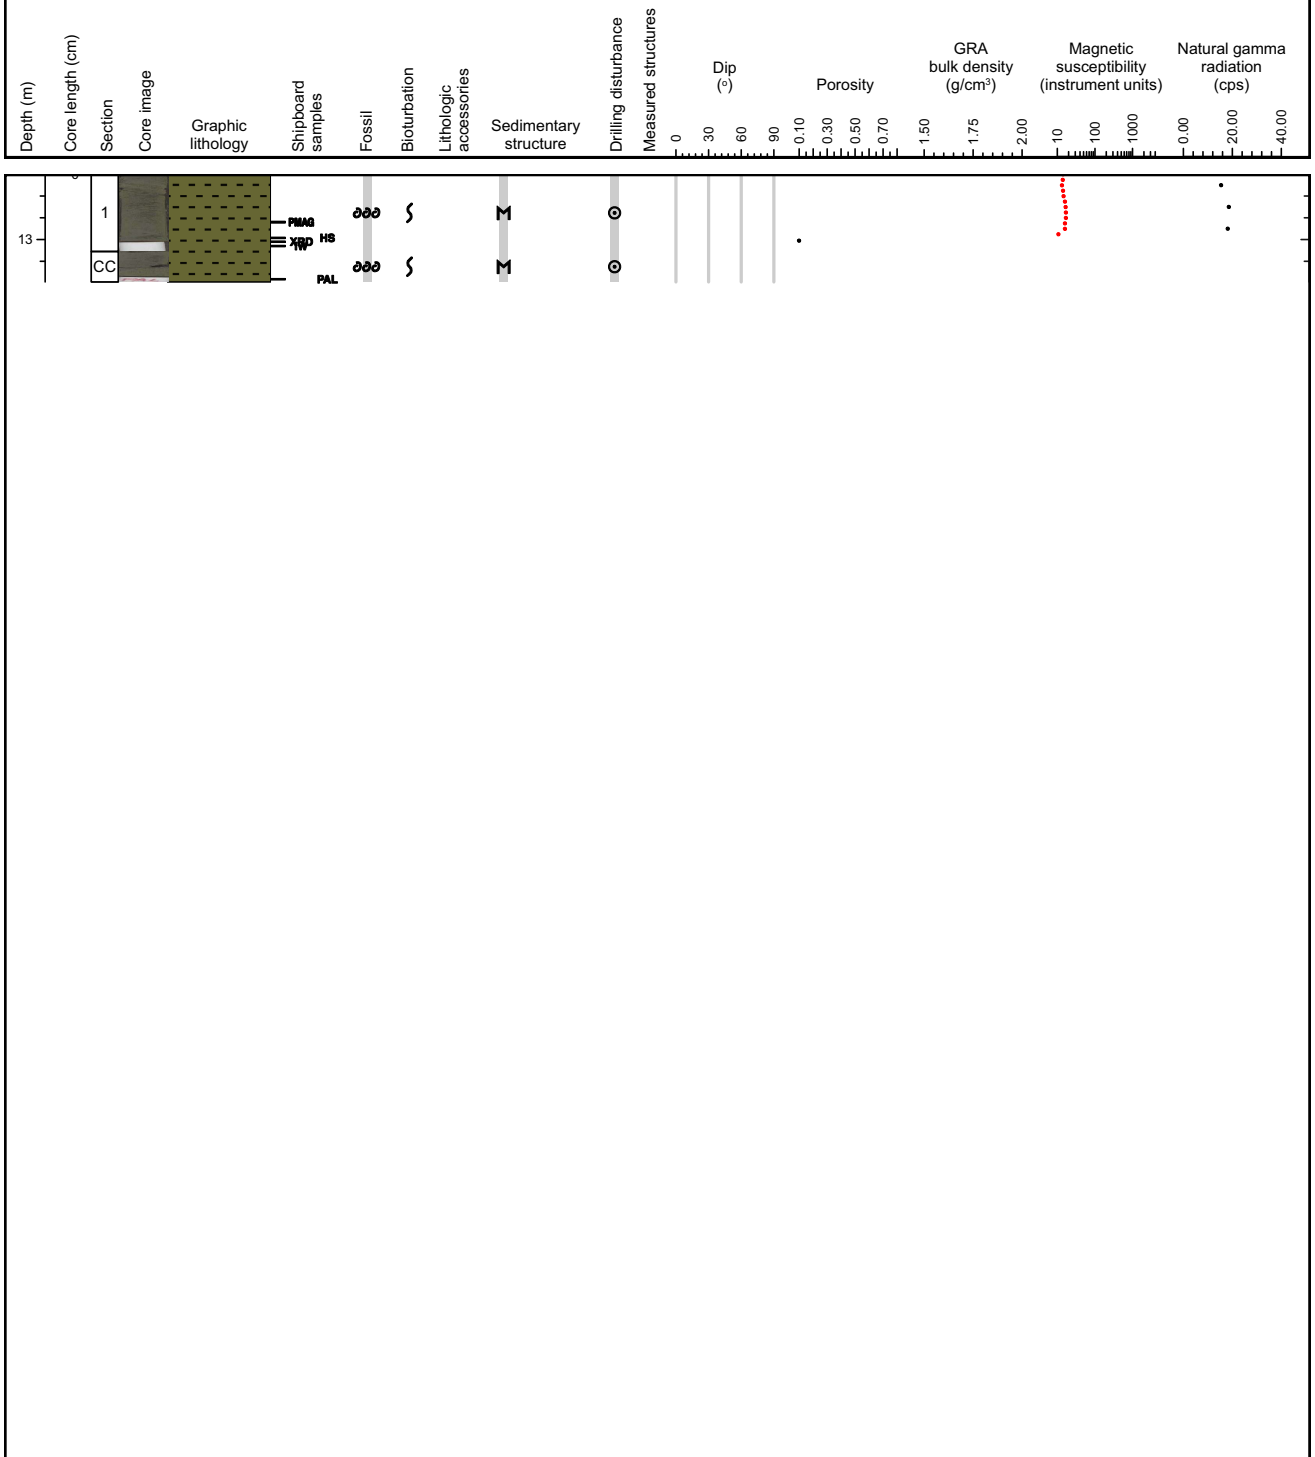 Depth (m)
Core length (cm)
Section
Core image
Graphic
lithology
Shipboard
samples
Fossil
Bioturbation
Lithologic
accessories
Sedimentary
structure
Drilling disturbance
Measured structures
Dip
(°)
0 30 60 90
Porosity
0.10 0.30 0.50 0.70
GRA
bulk density
(g/cm³)
1.50 1.75 2.00
Magnetic
susceptibility
(instrument units)
10 100 1000
Natural gamma
radiation
(cps)
0.00 20.00 40.00
1
PMAG
13
XRD HS
IW
CC
PAL